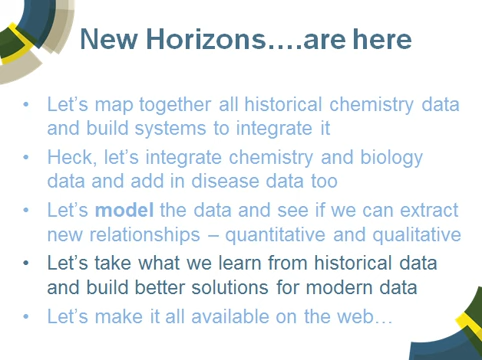 New Horizons....are here
• Let's map together all historical chemistry data
and build systems to integrate it
• Heck, let's integrate chemistry and biology
data and add in disease data too
• Let's model the data and see if we can extract
new relationships – quantitative and qualitative
• Let's take what we learn from historical data
and build better solutions for modern data
• Let's make it all available on the web…